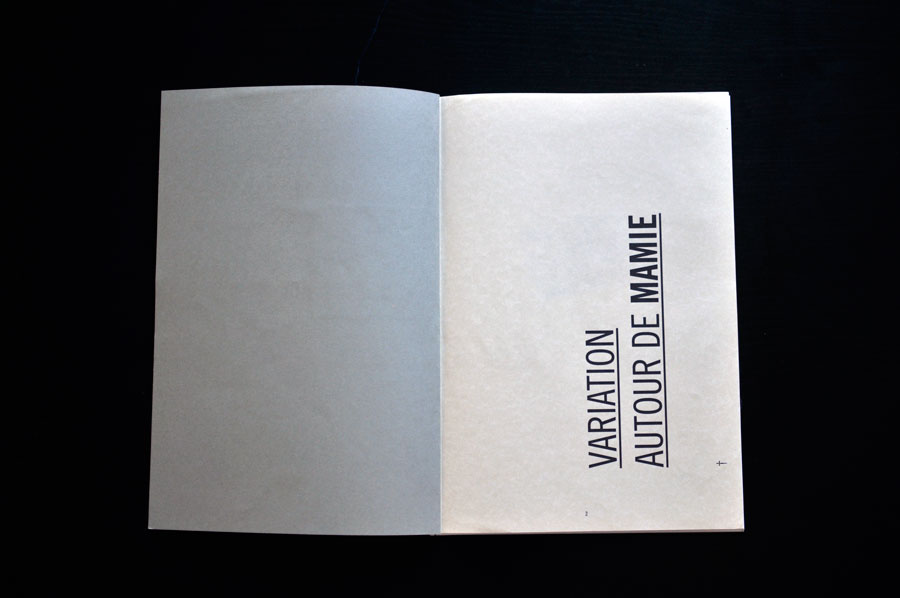 VARIATION
AUTOUR DE MAMIE
†